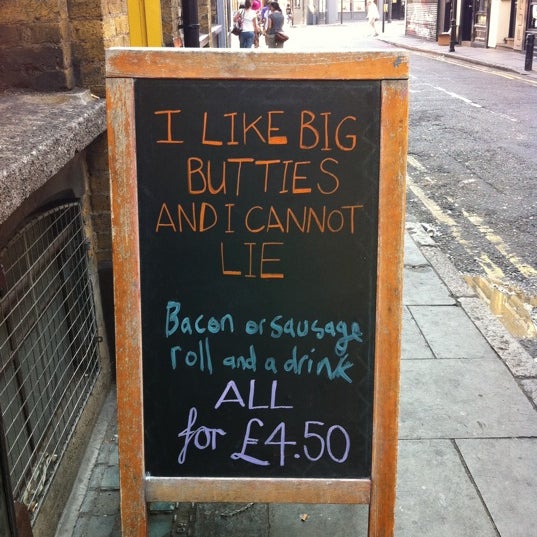 I LIKE BIG
BUTTIES
AND I CANNOT
LIE
Bacon or sausage
roll and a drink
ALL
for £4.50